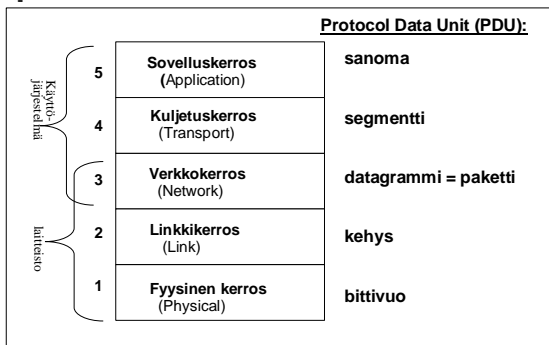 Protocol Data Unit (PDU):
5
Sovelluskerros
(Application)
sanoma
4
Kuljetuskerros
(Transport)
segmentti
3
Verkkokerros
(Network)
datagrammi = paketti
2
Linkkikerros
(Link)
kehys
1
Fyysinen kerros
(Physical)
bittivuo
Käyttö-
järjestelmä
laitteisto